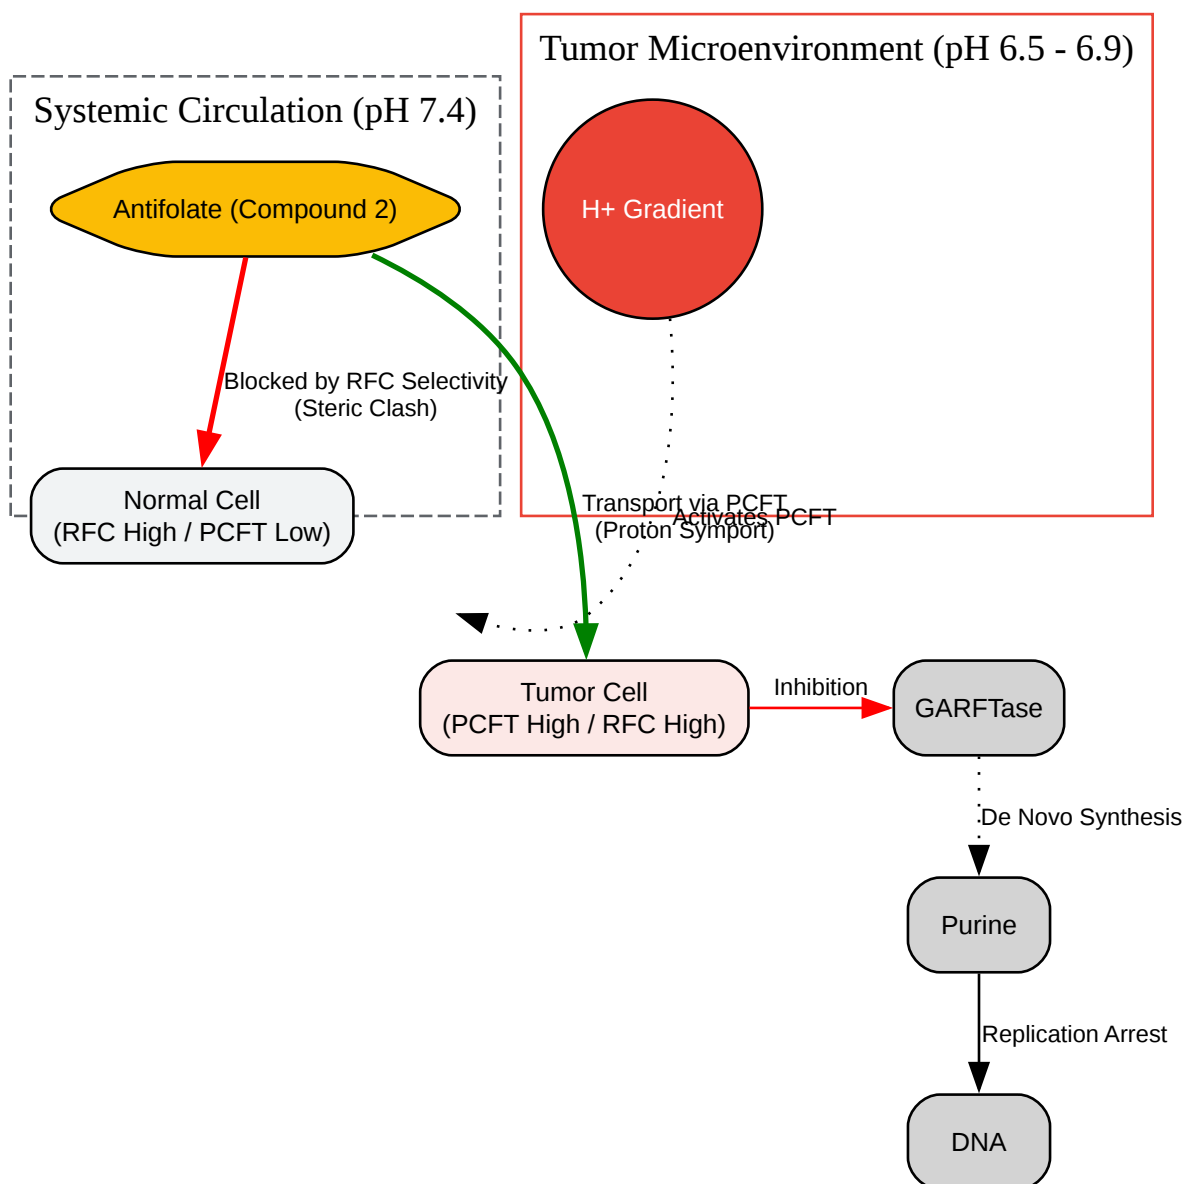 Tumor Microenvironment (pH 6.5 - 6.9)
Systemic Circulation (pH 7.4)
Antifolate (Compound 2)
H+ Gradient
Blocked by RFC Selectivity
(Steric Clash)
Normal Cell
(RFC High / PCFT Low)
Transport via PCFT
(Proton Symport)
Activates PCFT
Tumor Cell
(PCFT High / RFC High)
Inhibition
GARFTase
De Novo Synthesis
Purine
Replication Arrest
DNA